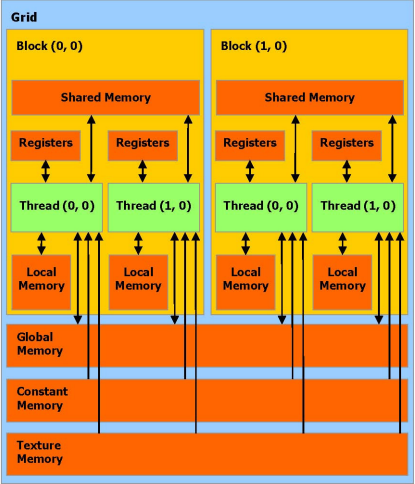 Grid
Block (0, 0)
Block (1, 0)
Shared Memory
Shared Memory
Registers
Registers
Registers
Registers
Thread (0, 0)
Thread (1, 0)
Thread (0, 0)
Thread (1, 0)
Local
Memory
Local
Memory
Local
Memory
Local
Memory
Global
Memory
Constant
Memory
Texture
Memory